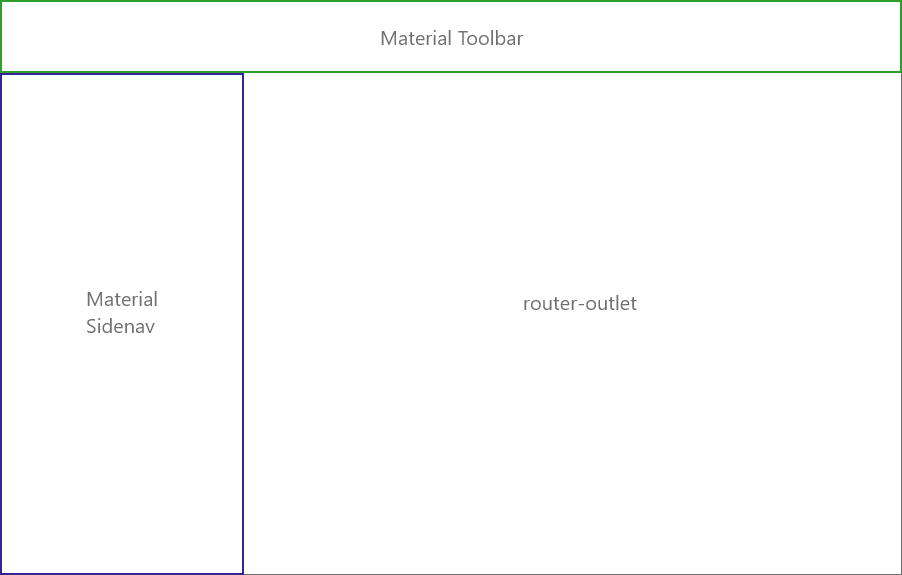 Material Toolbar
Material
Sidenav
router-outlet